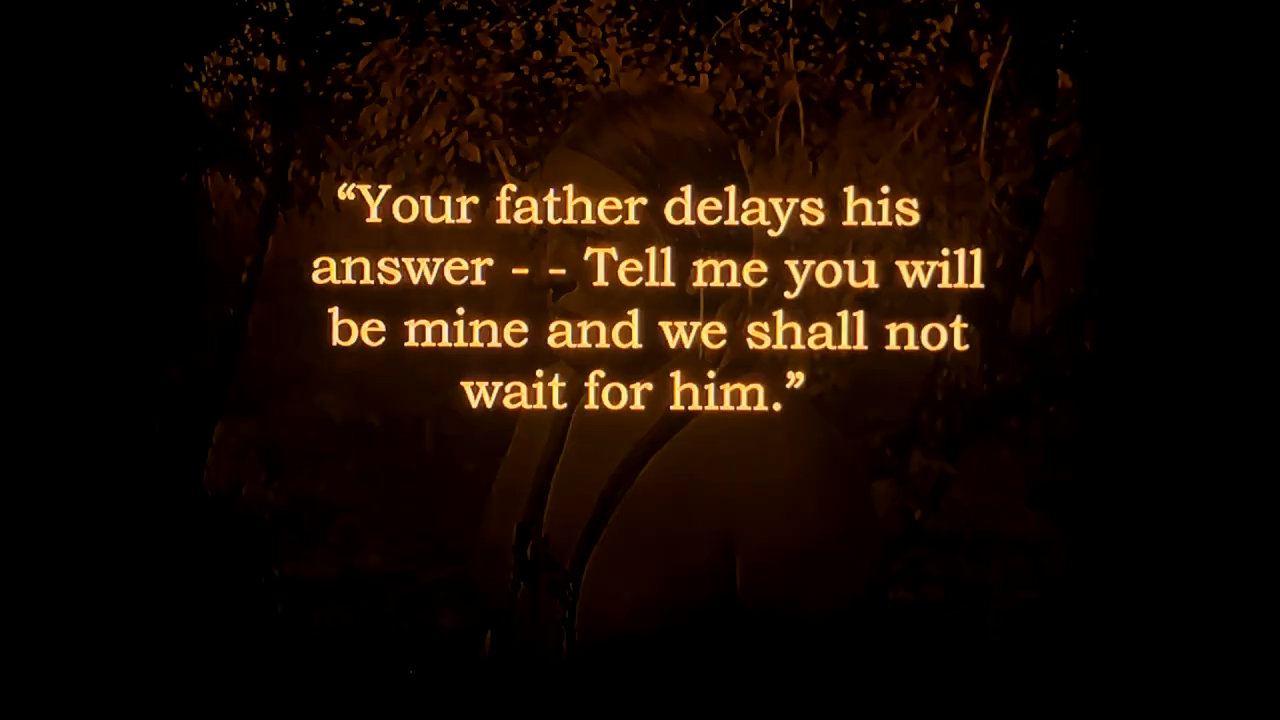 “Your father delays his
answer - - Tell me you will
be mine and we shall not
wait for him.”